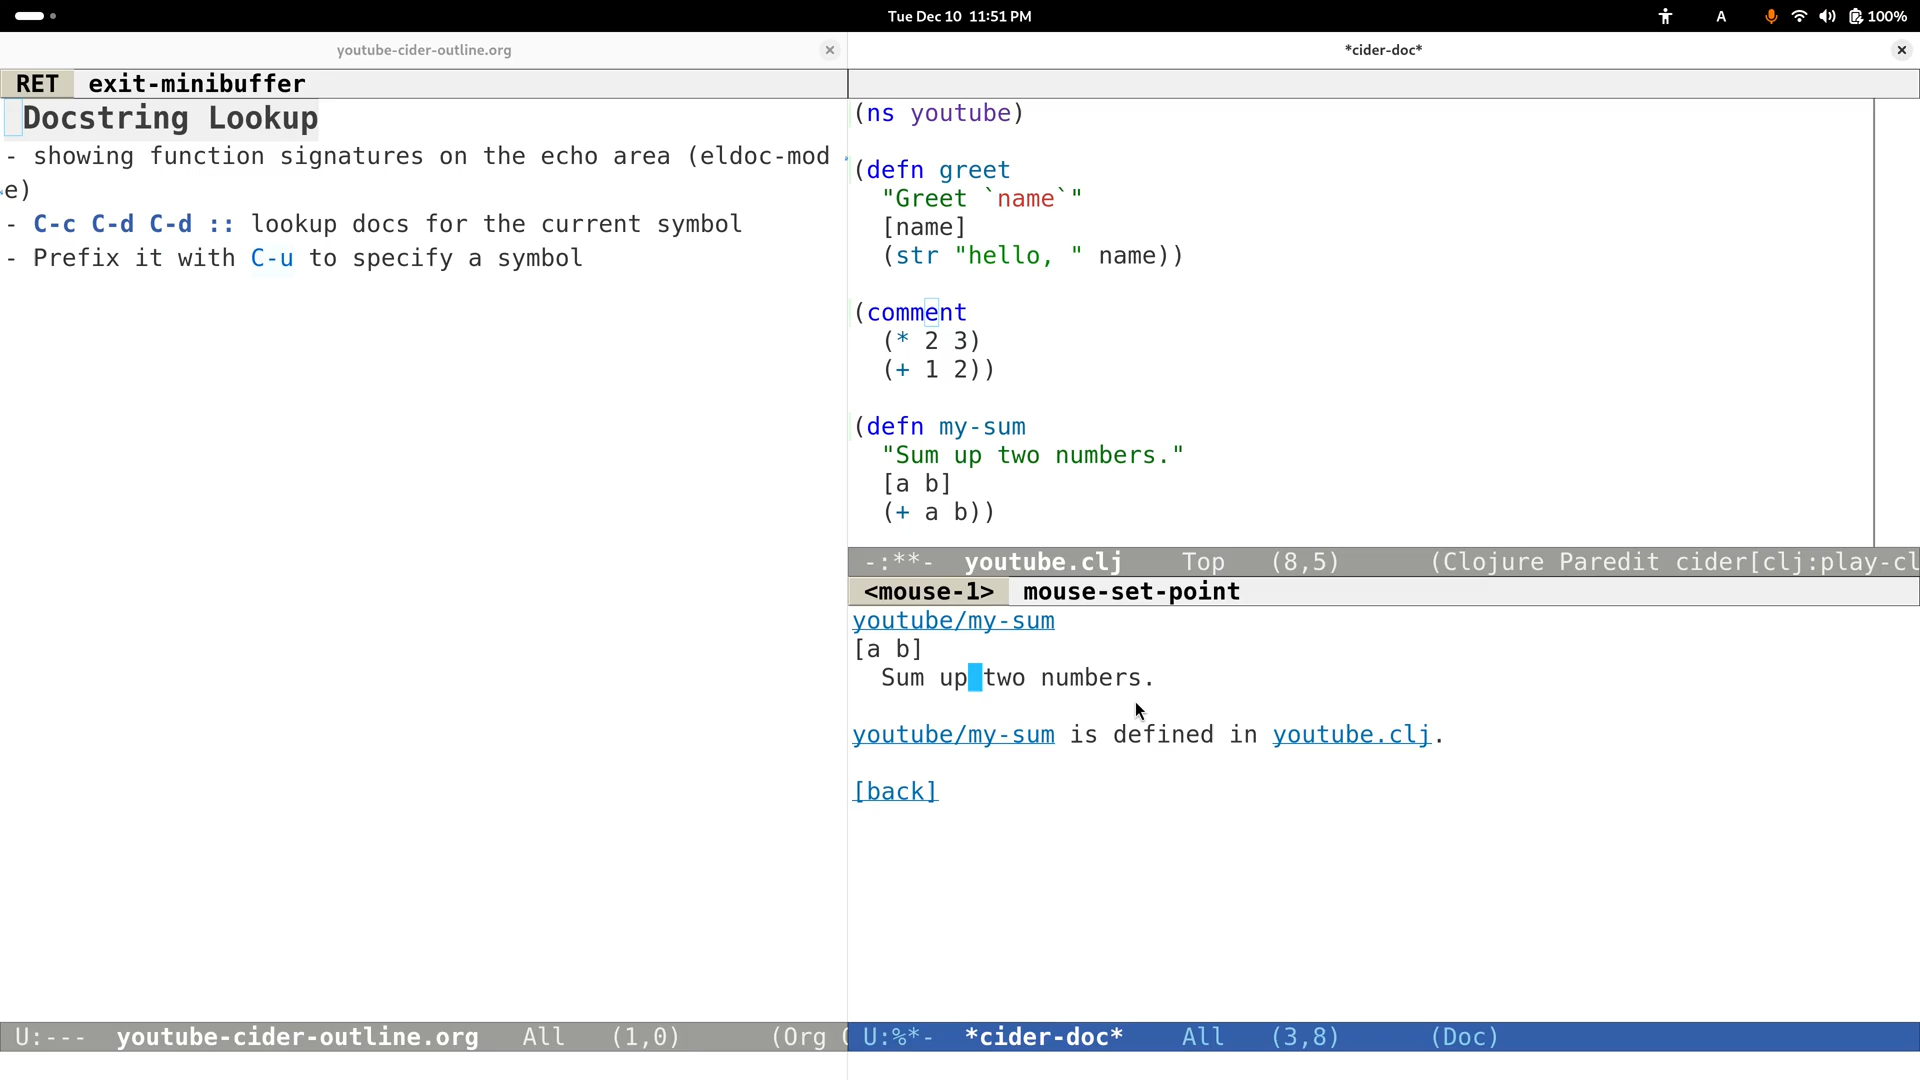 Tue Dec 10 11:51 PM
A
100%
youtube-cider-outline.org
RET exit-minibuffer
Docstring Lookup
- showing function signatures on the echo area (eldoc-mod
e)
- C-c C-d C-d :: lookup docs for the current symbol
- Prefix it with C-u to specify a symbol
U:--- youtube-cider-outline.org All (1,0) (Org
*cider-doc*
(ns youtube)
(defn greet
"Greet `name`"
[name]
(str "hello, " name))
(comment
(* 2 3)
(+ 1 2))
(defn my-sum
"Sum up two numbers."
[a b]
(+ a b))
-:**- youtube.clj Top (8,5) (Clojure Paredit cider[clj:play-cl
<mouse-1> mouse-set-point
youtube/my-sum
[a b]
Sum up two numbers.
youtube/my-sum is defined in youtube.clj.
[back]
U:%*- *cider-doc* All (3,8) (Doc)